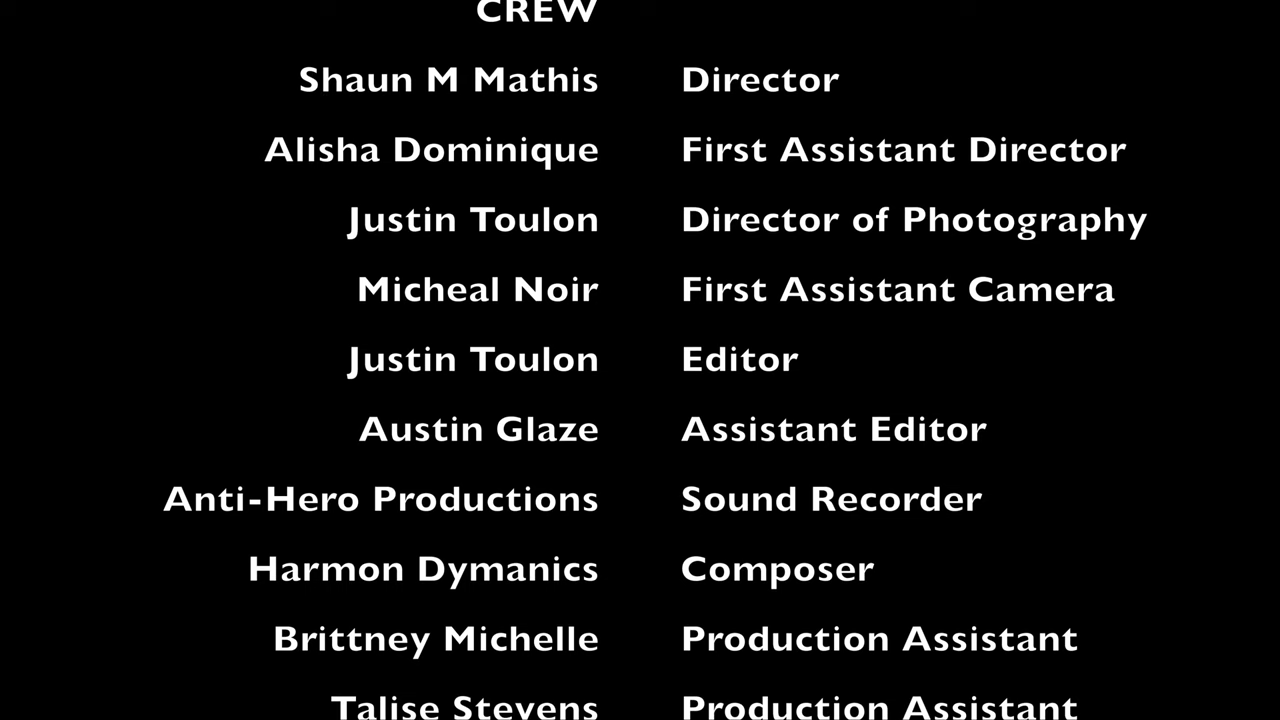 CREW
Shaun M Mathis Director
Alisha Dominique First Assistant Director
Justin Toulon Director of Photography
Micheal Noir First Assistant Camera
Justin Toulon Editor
Austin Glaze Assistant Editor
Anti-Hero Productions Sound Recorder
Harmon Dymanics Composer
Brittney Michelle Production Assistant
Talise Stevens Production Assistant